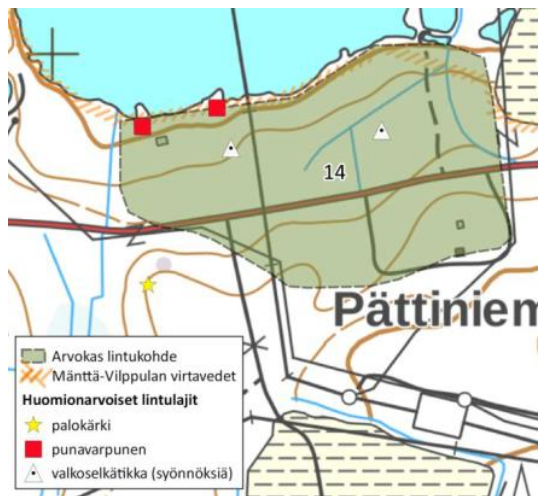 14
Pättiniem
Arvokas lintukohde
Mänttä-Vilppulan virtavedet
Huomionarvoiset lintulajit
palokärki
punavarpunen
valkoselkätikka (syönnöksiä)